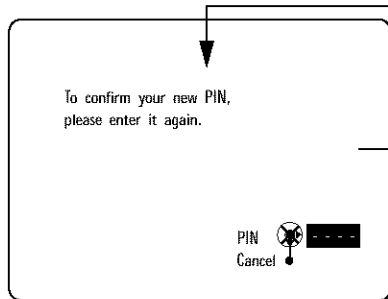 To confirm your new PIN,
please enter it again.
PIN - - - -
Cancel